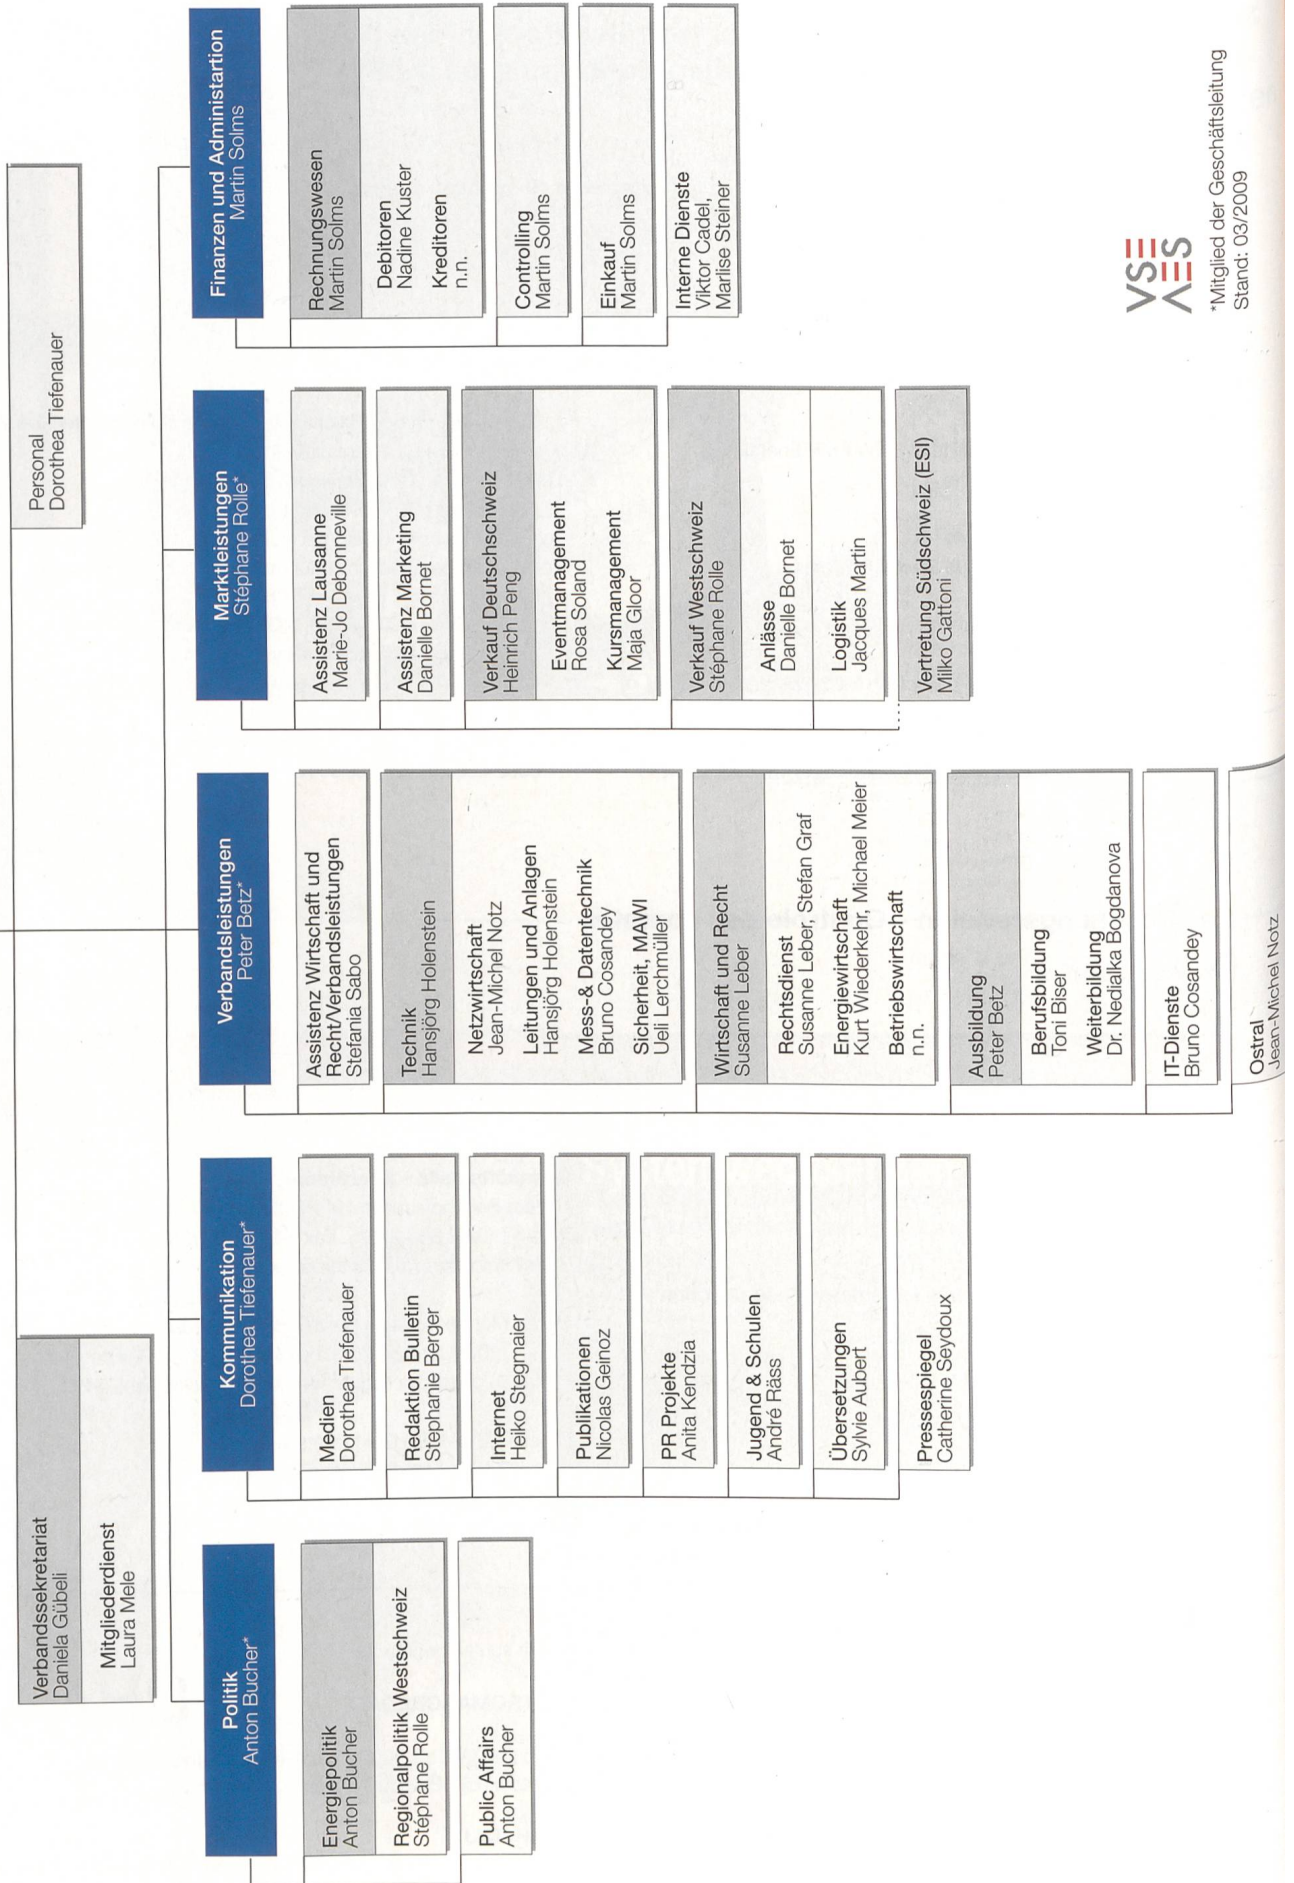 Verbandssekretariat
Daniela Gübeli
Mitgliederdienst
Laura Mele
Personal
Dorothea Tiefenauer
Politik
Anton Bucher*
Energiepolitik
Anton Bucher
Regionalpolitik Westschweiz
Stéphane Rolle
Public Affairs
Anton Bucher
Kommunikation
Dorothea Tiefenauer*
Medien
Dorothea Tiefenauer
Redaktion Bulletin
Stephanie Berger
Internet
Heiko Stegmaier
Publikationen
Nicolas Geinoz
PR Projekte
Anita Kendzia
Jugend & Schulen
André Räss
Übersetzungen
Sylvie Aubert
Pressespiegel
Catherine Seydoux
Verbandsleistungen
Peter Betz*
Assistenz Wirtschaft und
Recht/Verbandsleistungen
Stefania Sabo
Technik
Hansjörg Holenstein
Netzwirtschaft
Jean-Michel Notz
Leitungen und Anlagen
Hansjörg Holenstein
Mess-& Datentechnik
Bruno Cosandey
Sicherheit, MAWI
Ueli Lerchmüller
Wirtschaft und Recht
Susanne Leber
Rechtsdienst
Susanne Leber, Stefan Graf
Energiewirtschaft
Kurt Wiederkehr, Michael Meier
Betriebswirtschaft
n.n.
Ausbildung
Peter Betz
Berufsbildung
Toni Biser
Weiterbildung
Dr. Nedialka Bogdanova
IT-Dienste
Bruno Cosandey
Ostral
Jean-Michel Notz
Marktleistungen
Stéphane Rolle*
Assistenz Lausanne
Marie-Jo Debonneville
Assistenz Marketing
Danielle Bornet
Verkauf Deutschschweiz
Heinrich Peng
Eventmanagement
Rosa Soland
Kursmanagement
Maja Gloor
Verkauf Westschweiz
Stéphane Rolle
Anlässe
Danielle Bornet
Logistik
Jacques Martin
Vertretung Südschweiz (ESI)
Milko Gattoni
Finanzen und Administartion
Martin Solms
Rechnungswesen
Martin Solms
Debitoren
Nadine Kuster
Kreditoren
n.n.
Controlling
Martin Solms
Einkauf
Martin Solms
Interne Dienste
Viktor Cadel,
Marlise Steiner
VSE
AES
*Mitglied der Geschäftsleitung
Stand: 03/2009